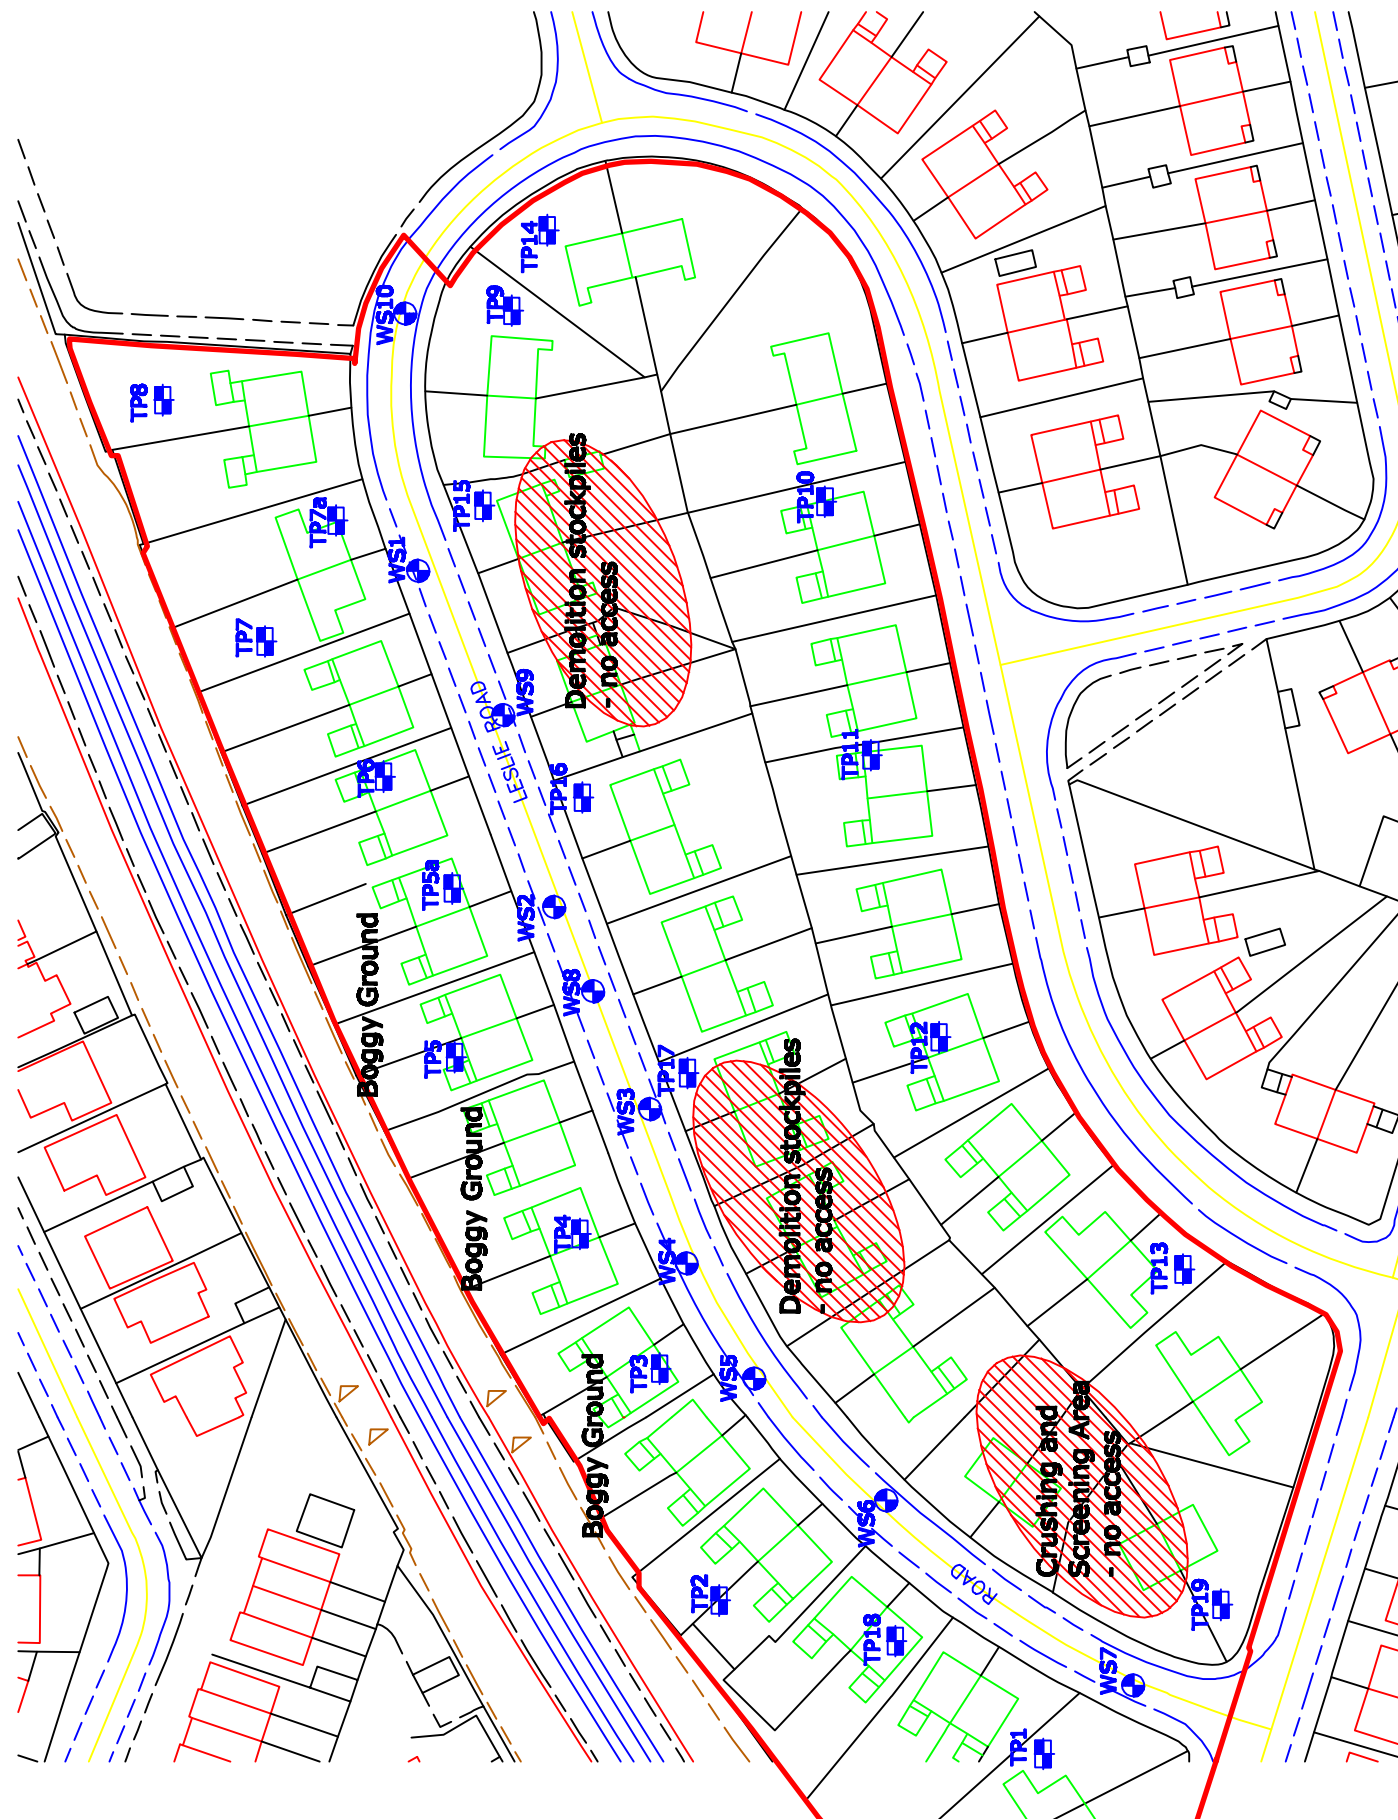 TP14
WS10
TP9
TP8
TP7a
TP15
TP10
WS1
Demolition stockpiles
- no access
TP7
LESLIE ROAD
WS9
TP6
TP16
TP11
TP5a
WS2
Boggy Ground
WS8
TP5
TP17
TP12
WS3
Boggy Ground
Demolition stockpiles
- no access
TP4
WS4
TP13
TP3
WS5
Boggy Ground
Crushing and
Screening Area
- no access
WS6
ROAD
TP2
TP18
TP19
WS7
TP1